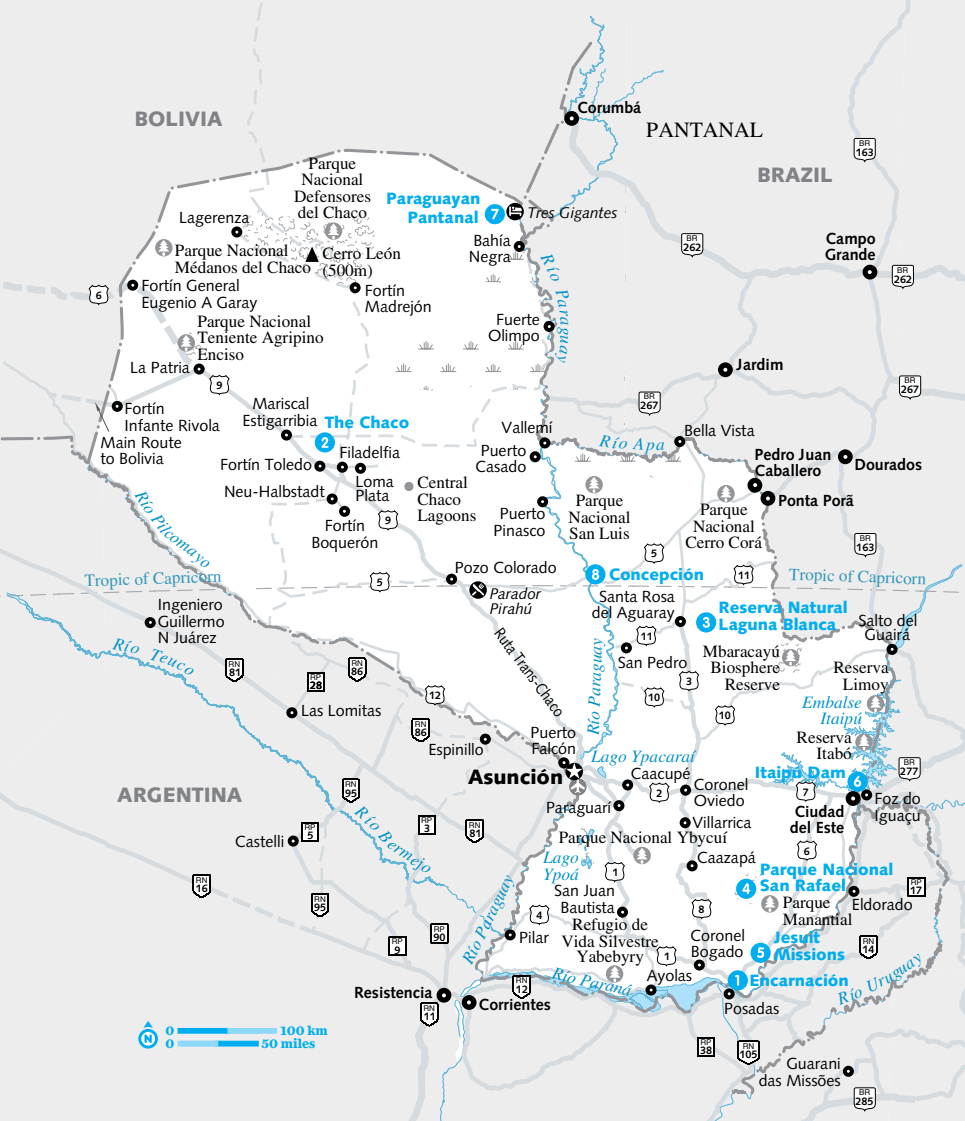 Corumbá
PANTANAL
BOLIVIA
BR
163
BRAZIL
Parque
Nacional
Defensores
del Chaco
Paraguayan
Pantanal
7
Tres Gigantes
Lagerenza
Bahía
Negra
BR
262
Campo
Grande
BR
262
Parque Nacional
Médanos del Chaco
Cerro León
(500m)
6
Fortín General
Eugenio A Garay
Fortín
Madrejón
Río Paraguay
Parque Nacional
Teniente Agripino
Enciso
Fuerte
Olimpo
La Patria
9
Jardim
BR
267
BR
267
Fortín
Infante Rivola
Main Route
to Bolivia
Mariscal
Estigarribia
The Chaco
2
Vallemí
Río Apa
Bella Vista
Fortín Toledo
Filadelfia
Loma
Plata
Puerto
Casado
Pedro Juan
Caballero
Dourados
Neu-Halbstadt
Central
Chaco
Lagoons
Ponta Porã
Fortín
Boquerón
9
Puerto
Pinasco
Parque
Nacional
San Luis
Parque
Nacional
Cerro Corá
Río Pilcomayo
BR
163
5
Tropic of Capricorn
5
Pozo Colorado
8
Concepción
11
Tropic of Capricorn
Parador
Pirahú
Santa Rosa
del Aguaray
Reserva Natural
3
Laguna Blanca
Ingeniero
Guillermo
N Juárez
Salto del
Guairá
11
San Pedro
Mbaracayú
Biosphere
Reserve
Río Teuco
Ruta Trans-Chaco
Río Paraguay
RN
81
RP
28
RN
86
12
3
Reserva
Limoy
10
10
Embalse
Itaipú
Las Lomitas
RN
86
Espinillo
Puerto
Falcón
Reserva
Itabó
Lago Ypacaraí
BR
277
Asunción
Itaipú Dam
6
Caacupé
2
Coronel
Oviedo
7
ARGENTINA
RN
95
Paraguarí
Ciudad
del Este
Foz do
Iguaçu
Villarrica
Río Bermejo
RP
3
RN
81
RP
5
Castelli
Parque Nacional Ybycuí
6
Lago
Ypoá
Caazapá
Parque Nacional
4
San Rafael
RN
16
1
RP
17
San Juan
Bautista
Parque
Manantial
Eldorado
RN
95
4
8
Refugio de
Vida Silvestre
Yabebyry
Río Paraguay
RP
90
Pilar
RP
9
Coronel
Bogado
1
Jesuit
5
Missions
RN
14
Río Uruguay
Río Paraná
Ayolas
1
Encarnación
RN
12
Resistencia
Corrientes
Posadas
RN
11
0
100 km
N
0
50 miles
RP
38
RN
105
Guarani
das Missões
BR
285